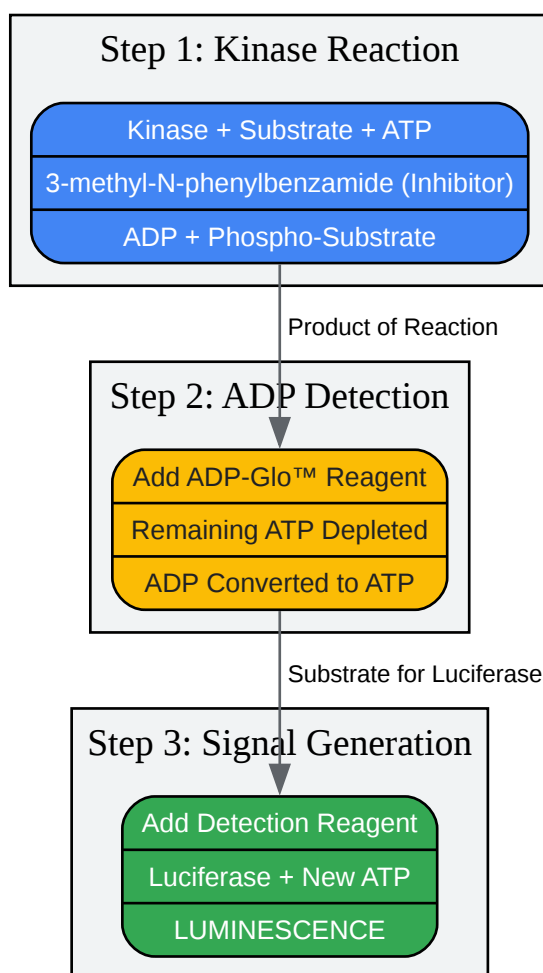 Step 1: Kinase Reaction
Kinase + Substrate + ATP
3-methyl-N-phenylbenzamide (Inhibitor)
ADP + Phospho-Substrate
Product of Reaction
Step 2: ADP Detection
Add ADP-Glo™ Reagent
Remaining ATP Depleted
ADP Converted to ATP
Substrate for Luciferase
Step 3: Signal Generation
Add Detection Reagent
Luciferase + New ATP
LUMINESCENCE